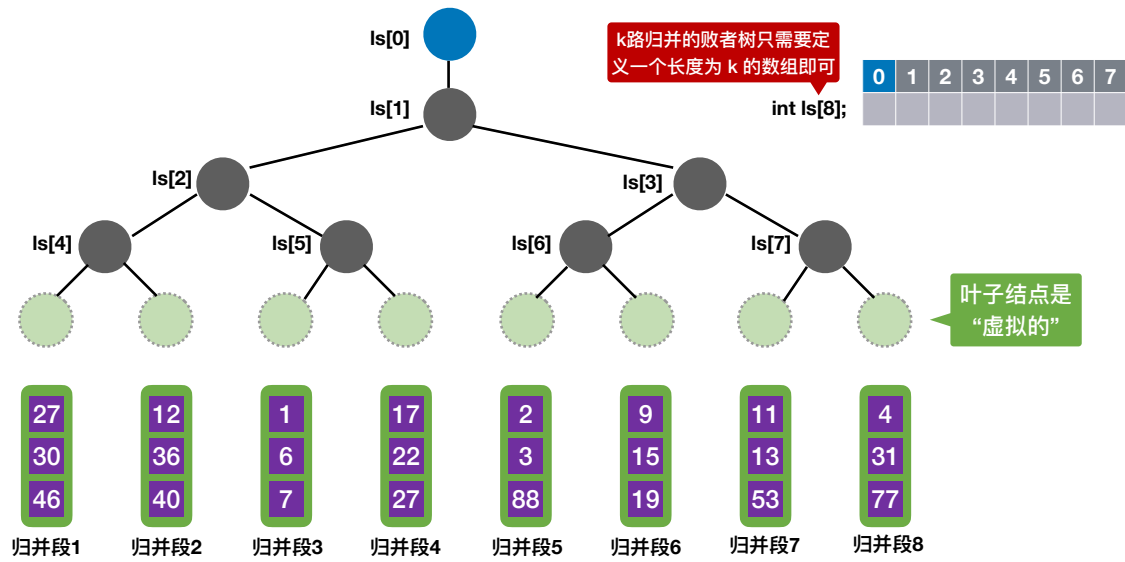 ls[0]
k路归并的败者树只需要定
义一个长度为 k 的数组即可
0 1 2 3 4 5 6 7
ls[1]
int ls[8];
ls[2]
ls[3]
ls[4]
ls[5]
ls[6]
ls[7]
叶子结点是
“虚拟的”
27 12 1 17 2 9 11 4
30 36 6 22 3 15 13 31
46 40 7 27 88 19 53 77
归并段1 归并段2 归并段3 归并段4 归并段5 归并段6 归并段7 归并段8